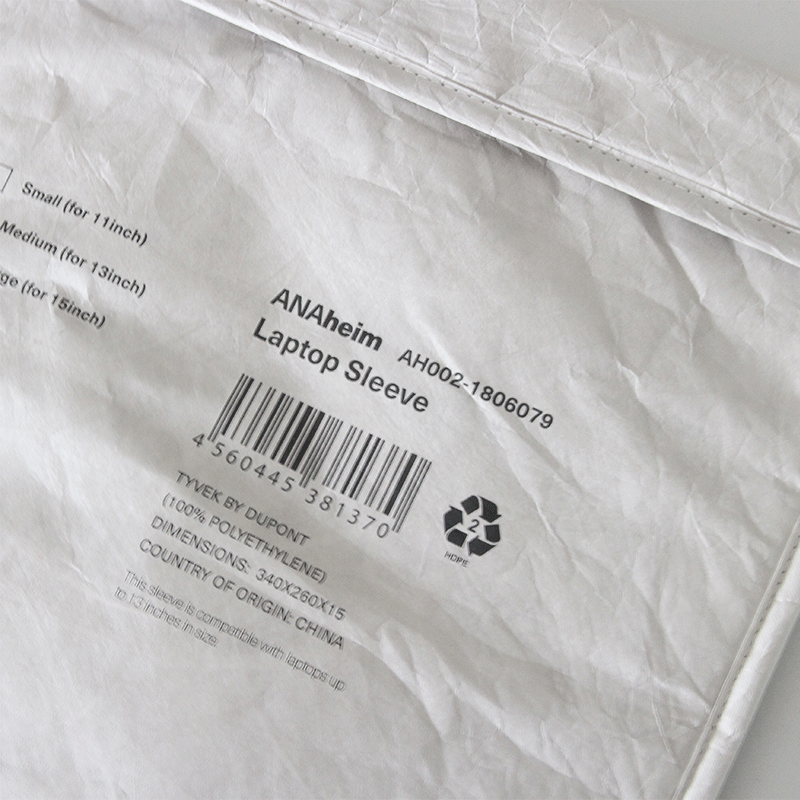 Small (for 11inch)
Medium (for 13inch)
ge (for 15inch)
ANAheim AH002-1806079
Laptop Sleeve
4 560445 381370
2
HDPE
TYVEK BY DUPONT
(100% POLYETHYLENE)
DIMENSIONS: 340X260X15
COUNTRY OF ORIGIN: CHINA
This sleeve is compatible with laptops up
to 13 inches in size.